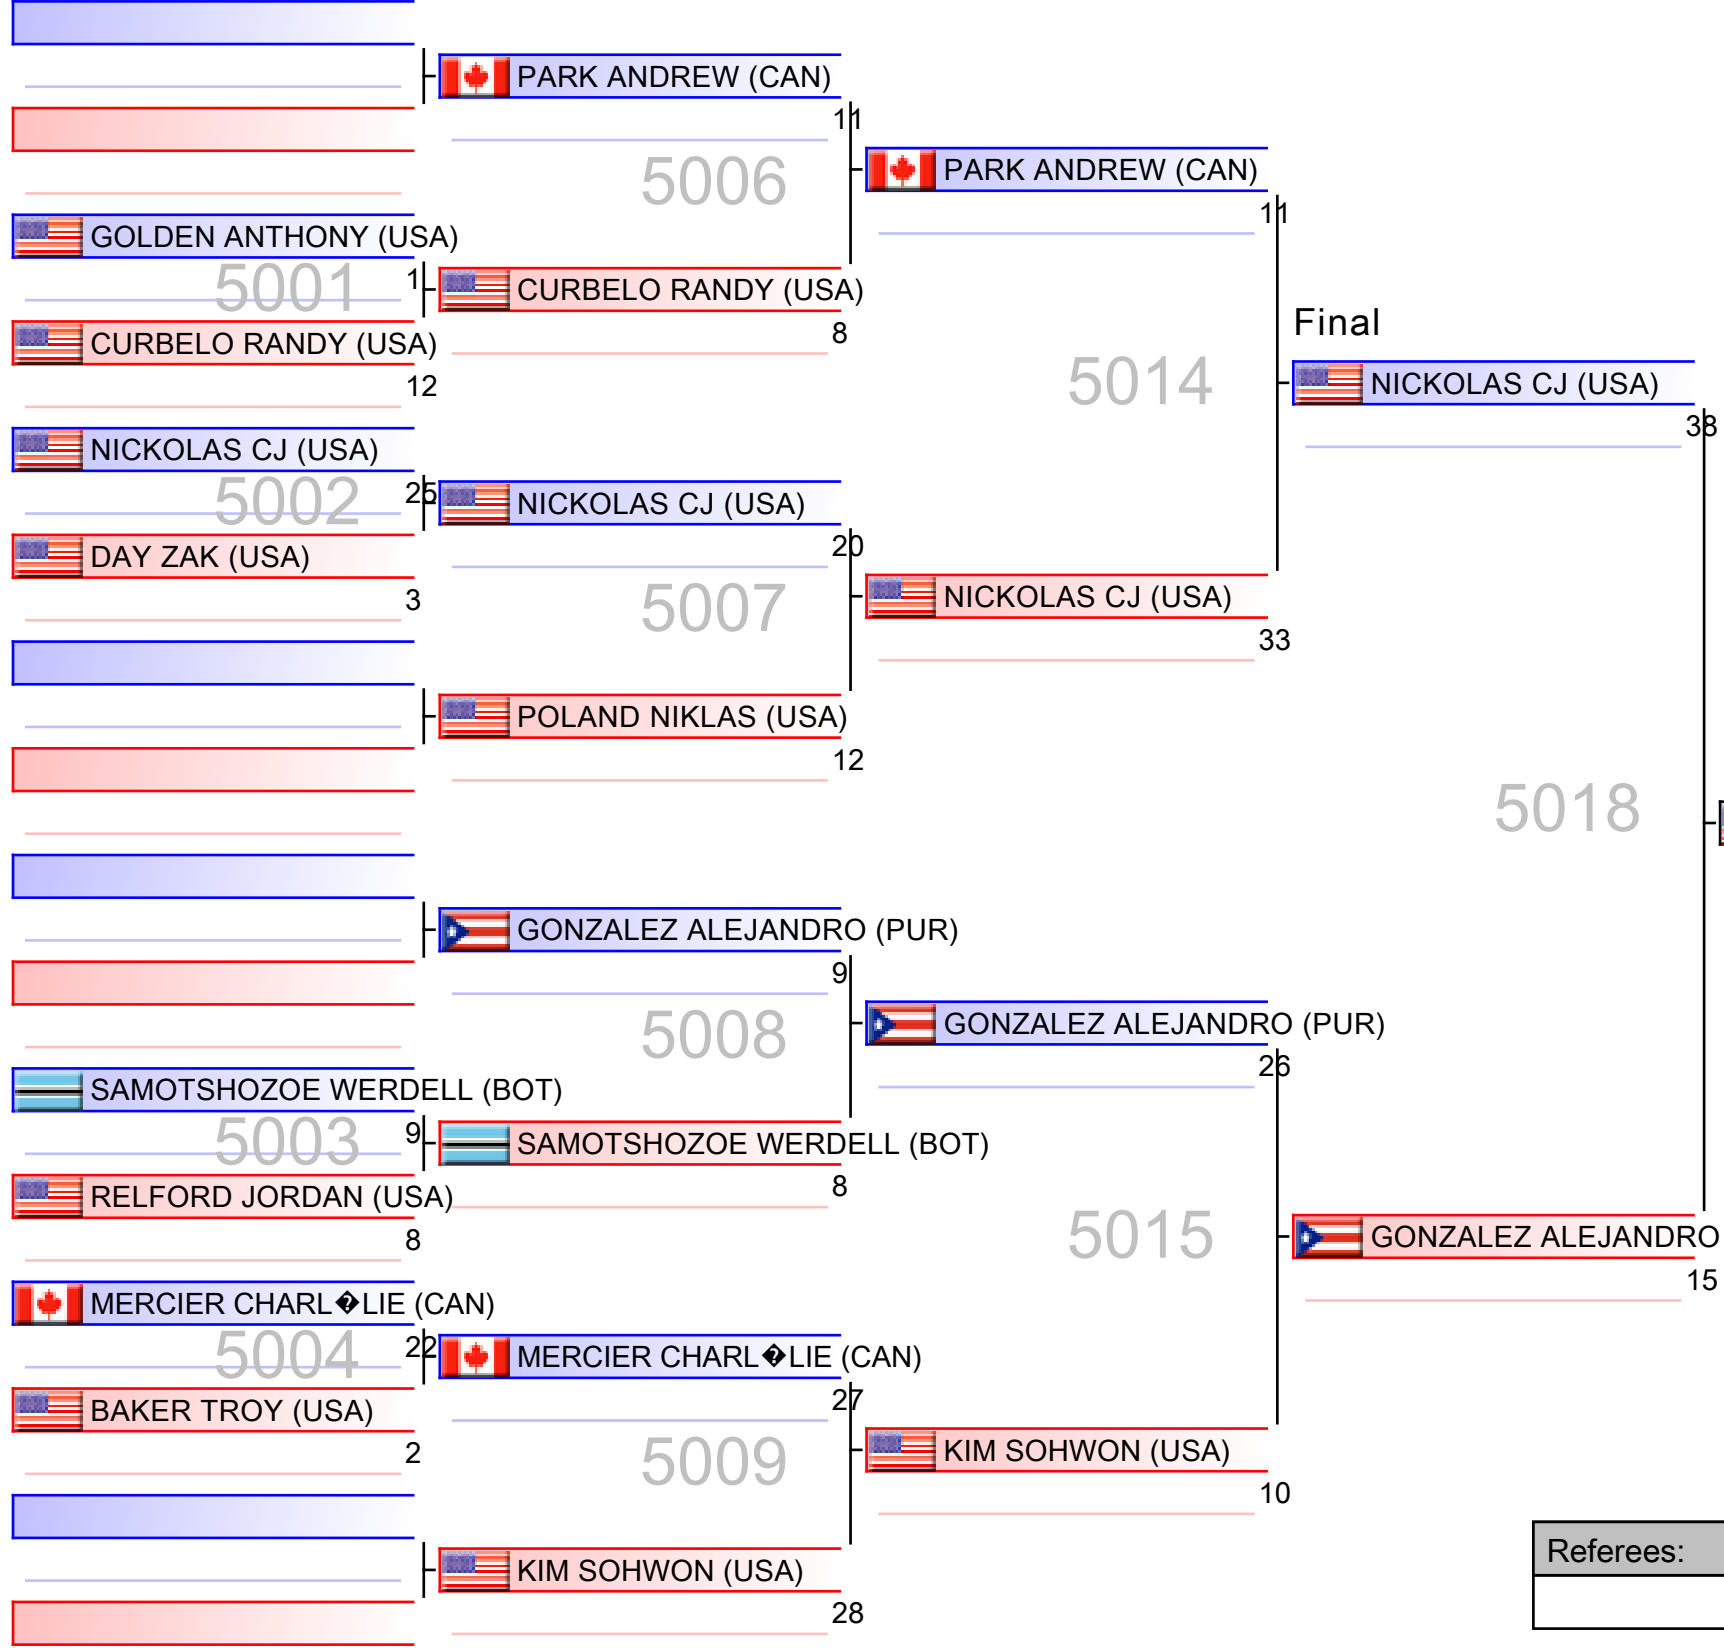 PARK ANDREW (CAN)
11
5006
PARK ANDREW (CAN)
11
GOLDEN ANTHONY (USA)
5001
1
CURBELO RANDY (USA)
8
CURBELO RANDY (USA)
12
Final
5014
NICKOLAS CJ (USA)
38
NICKOLAS CJ (USA)
5002
25
NICKOLAS CJ (USA)
20
DAY ZAK (USA)
3
5007
NICKOLAS CJ (USA)
33
POLAND NIKLAS (USA)
12
5018
GONZALEZ ALEJANDRO (PUR)
9
5008
GONZALEZ ALEJANDRO (PUR)
26
SAMOTSHOZOE WERDELL (BOT)
5003
9
SAMOTSHOZOE WERDELL (BOT)
8
RELFORD JORDAN (USA)
8
5015
GONZALEZ ALEJANDRO
15
MERCIER CHARL�LIE (CAN)
5004
22
MERCIER CHARL�LIE (CAN)
27
BAKER TROY (USA)
2
5009
KIM SOHWON (USA)
10
KIM SOHWON (USA)
28
Referees: